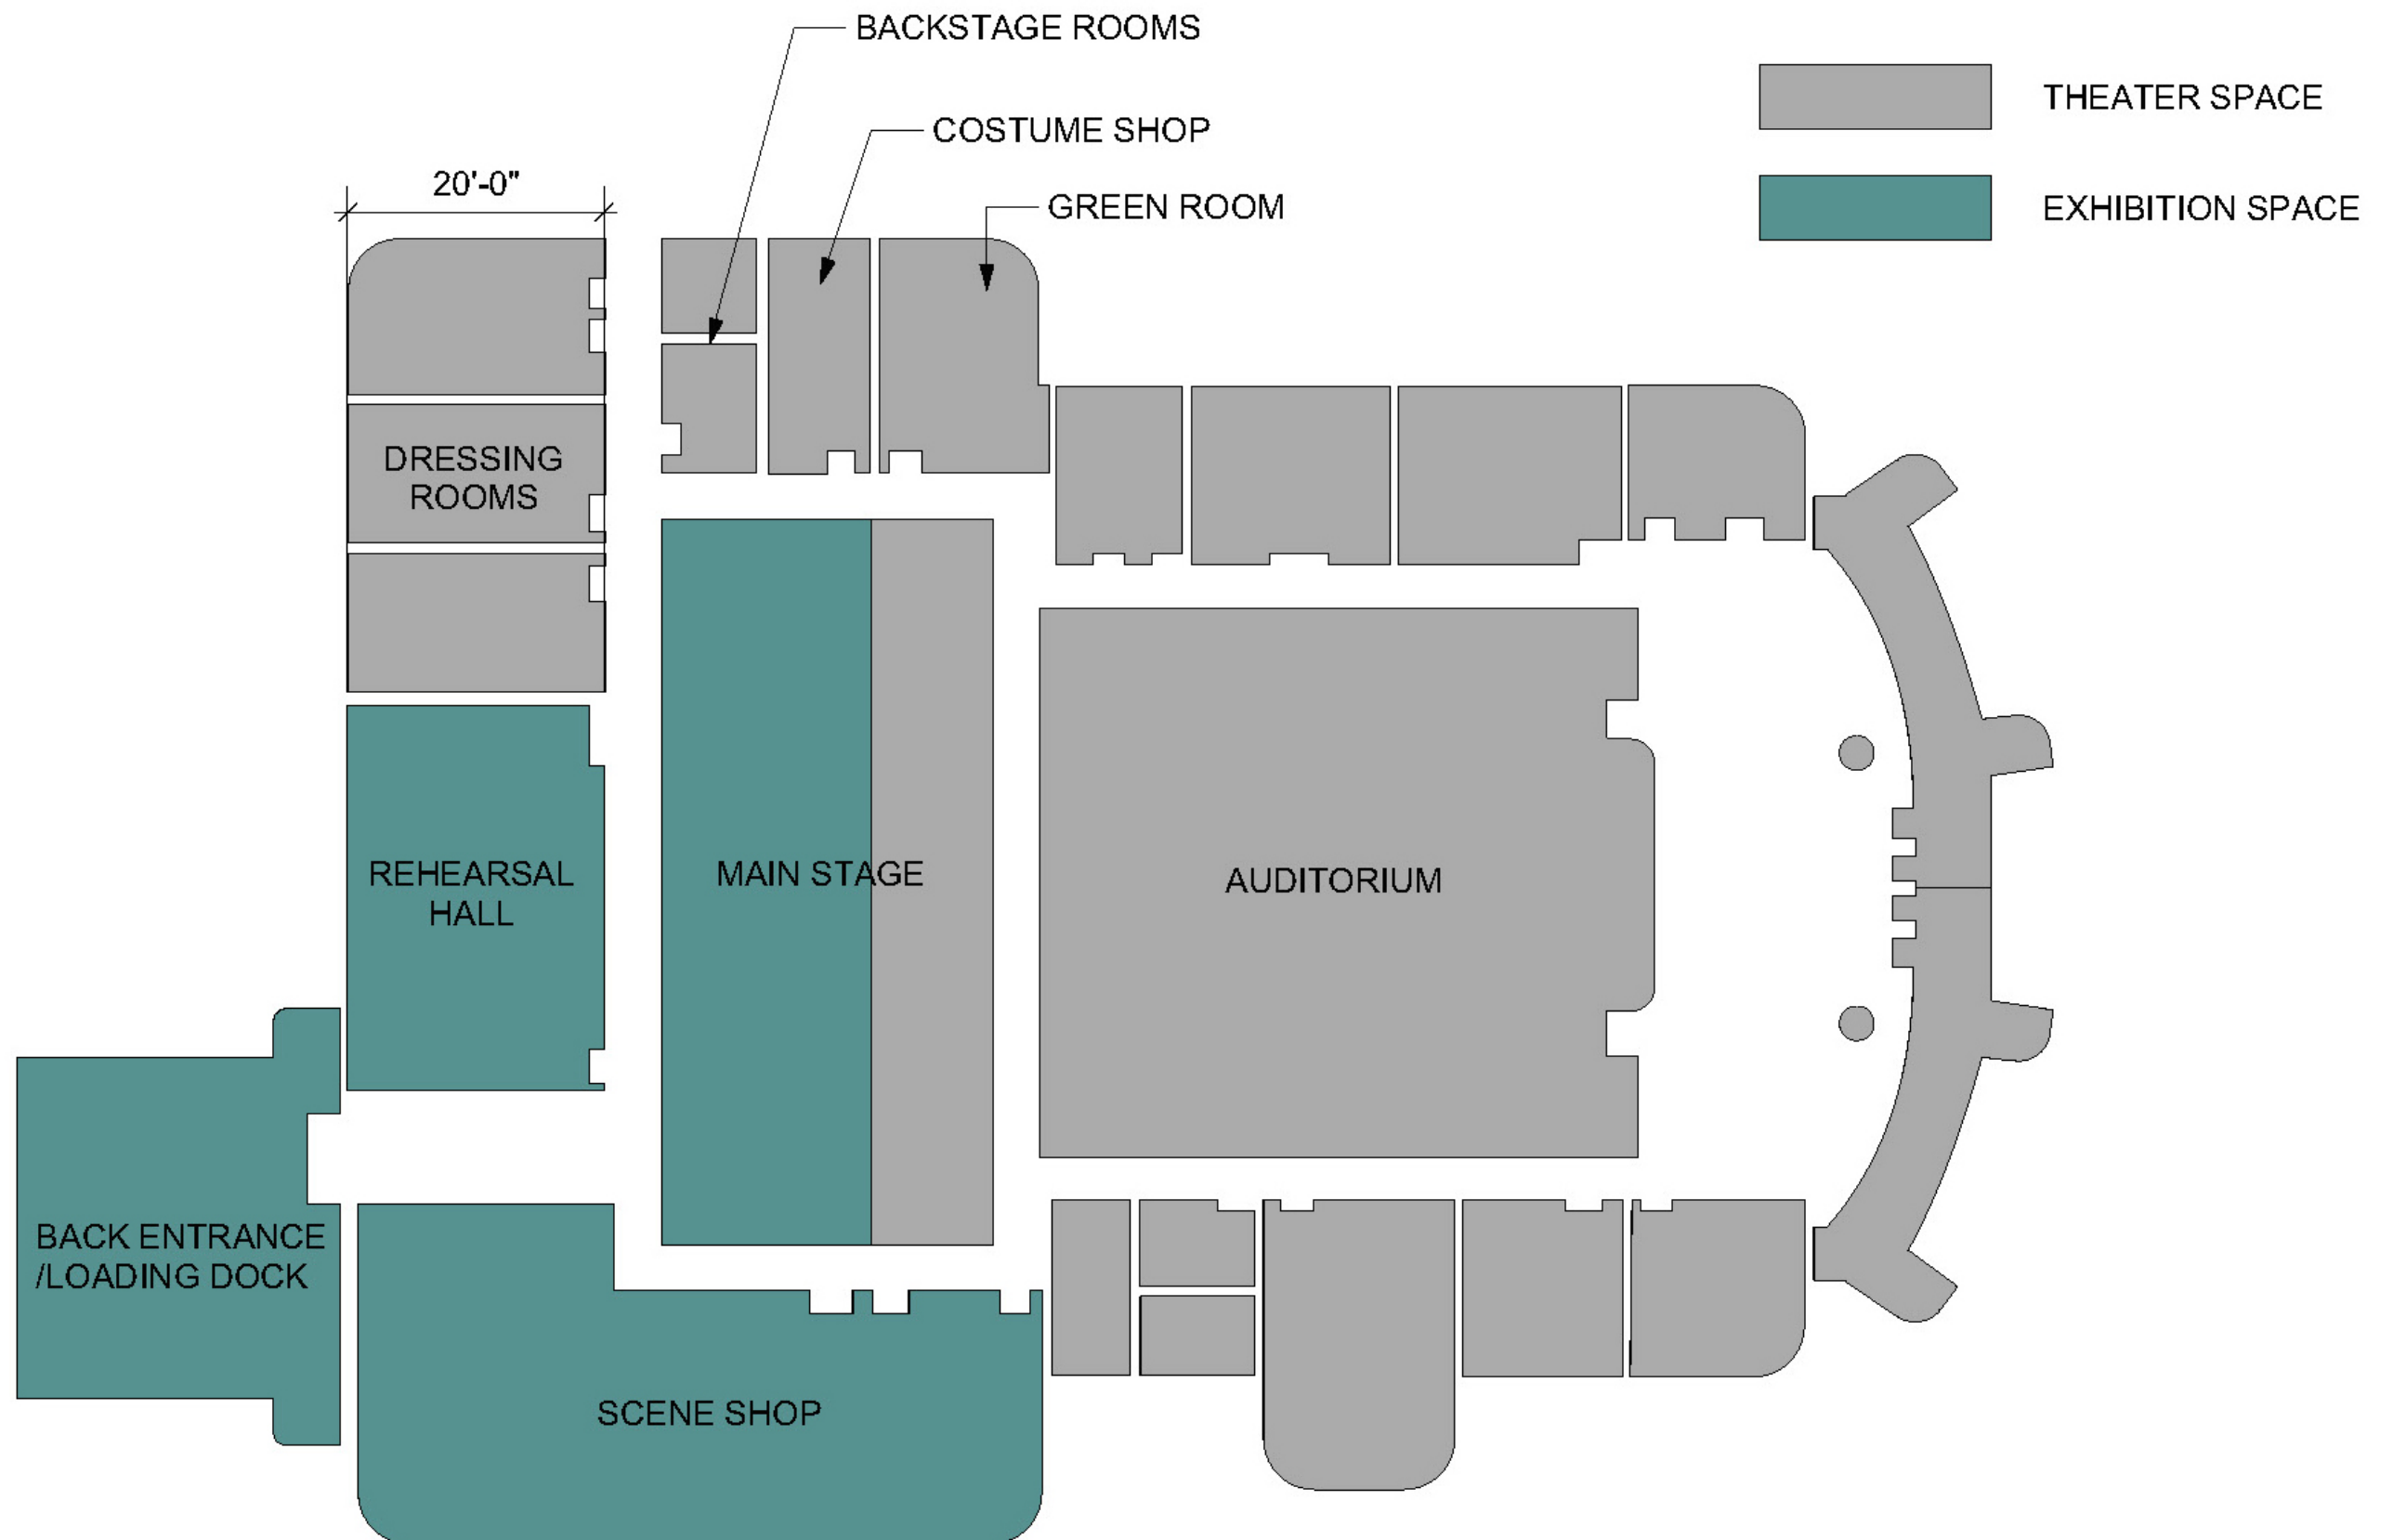 BACKSTAGE ROOMS
THEATER SPACE
COSTUME SHOP
20'-0"
GREEN ROOM
EXHIBITION SPACE
DRESSING
ROOMS
REHEARSAL
HALL
MAIN STAGE
AUDITORIUM
BACK ENTRANCE
/LOADING DOCK
SCENE SHOP